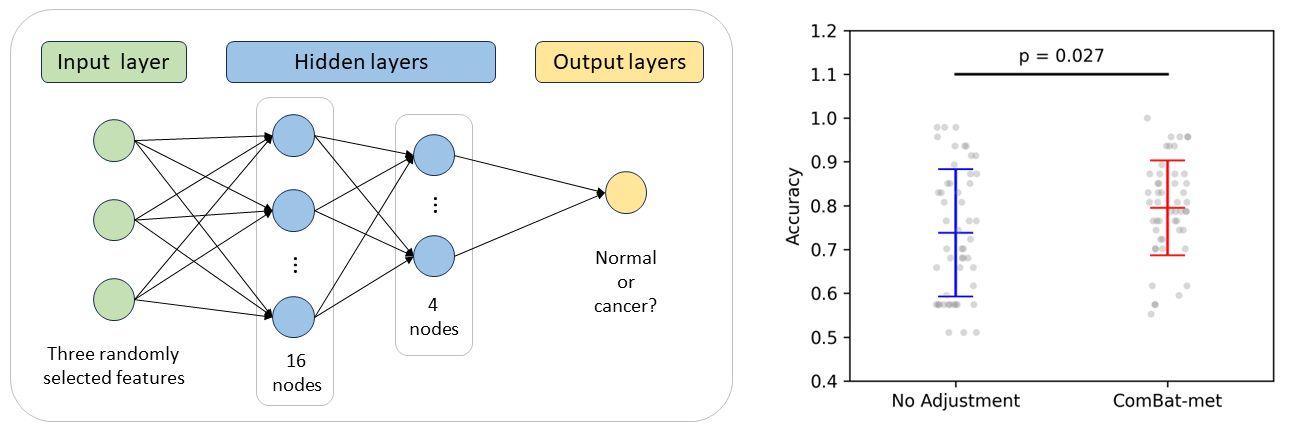 Input layer
Hidden layers
Output layers
Three randomly
selected features
16
nodes
4
nodes
Normal
or
cancer?
p = 0.027
Accuracy
1.2
1.1
1.0
0.9
0.8
0.7
0.6
0.5
0.4
No Adjustment
ComBat-met